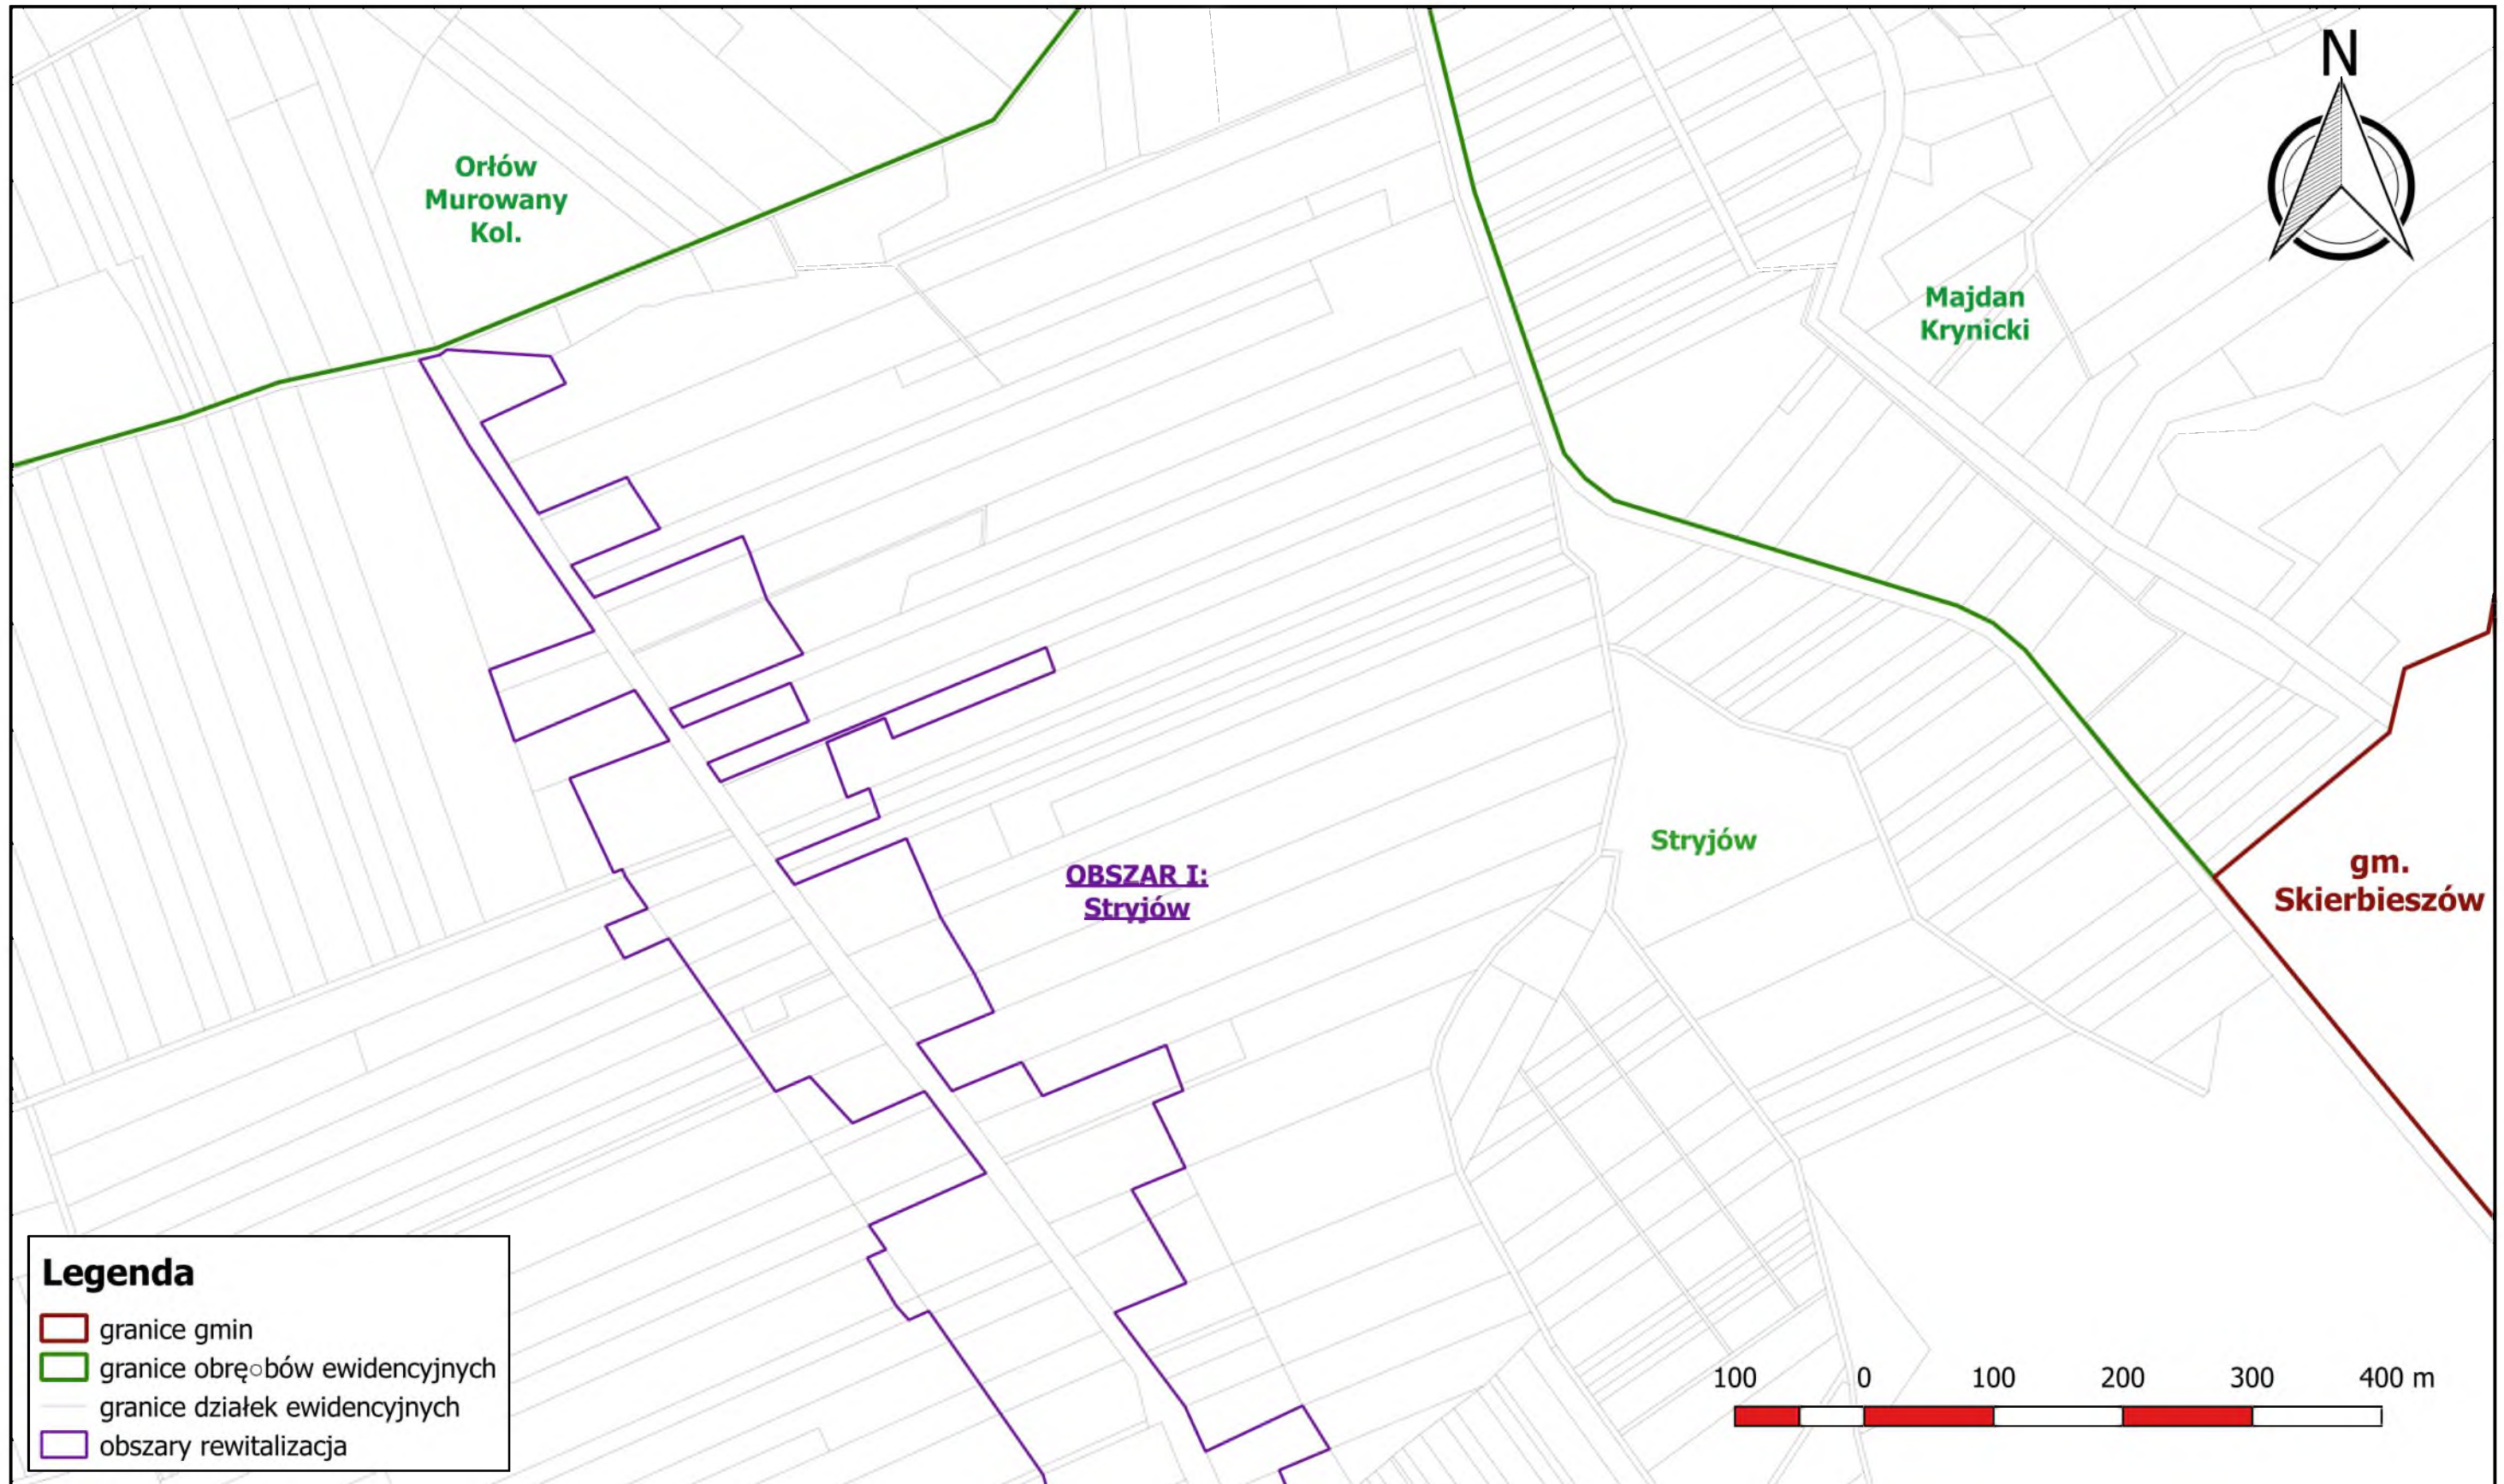 N
Orłów
Murowany
Kol.
Majdan
Krynicki
Stryjów
OBSZAR I:
Stryjów
gm.
Skierbieszów
Legenda
granice gmin
granice obrę○bów ewidencyjnych
granice działek ewidencyjnych
obszary rewitalizacja
100 0 100 200 300 400 m